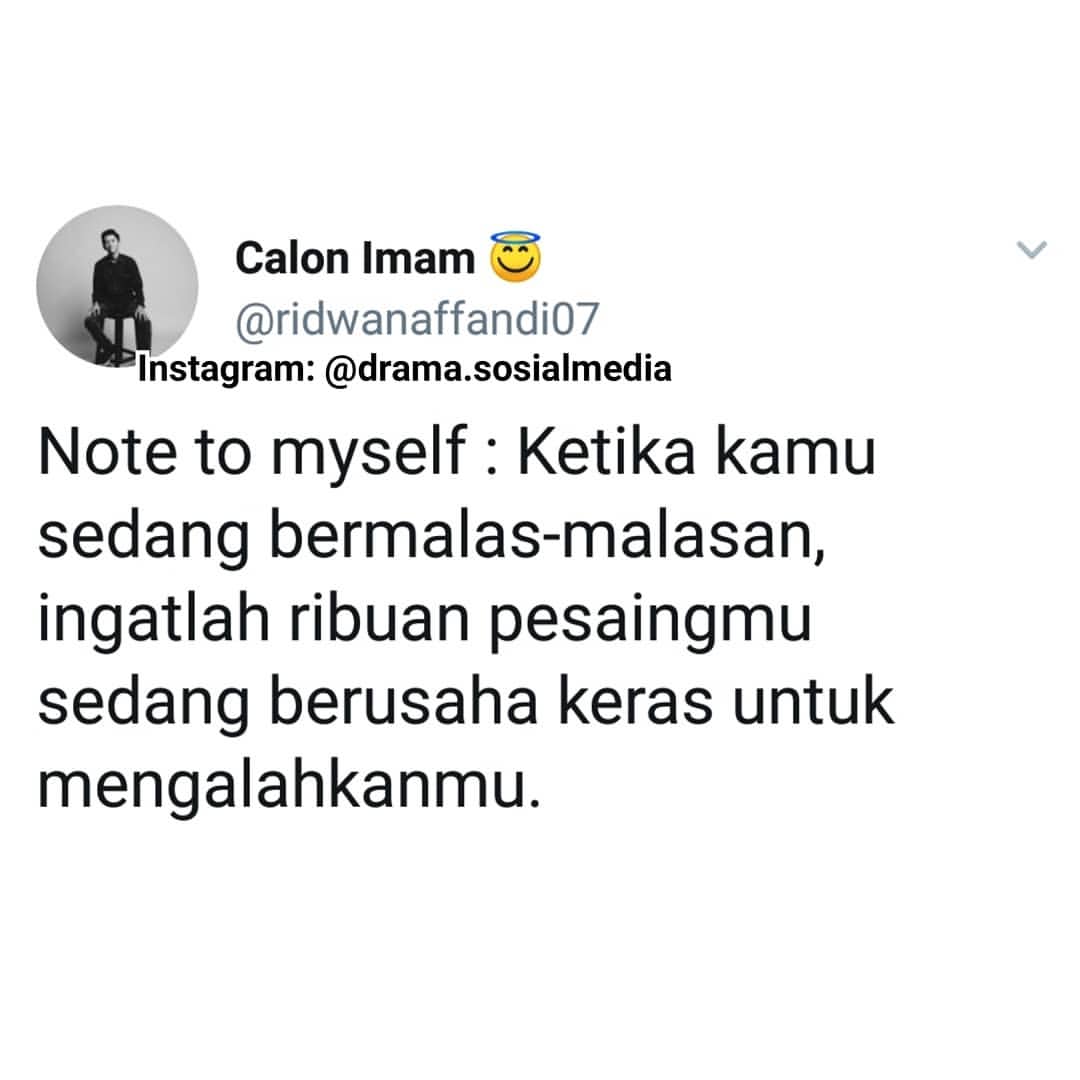 Calon Imam 😇
@ridwanaffandi07
Instagram: @drama.sosialmedia
Note to myself : Ketika kamu
sedang bermalas-malasan,
ingatlah ribuan pesaingmu
sedang berusaha keras untuk
mengalahkanmu.